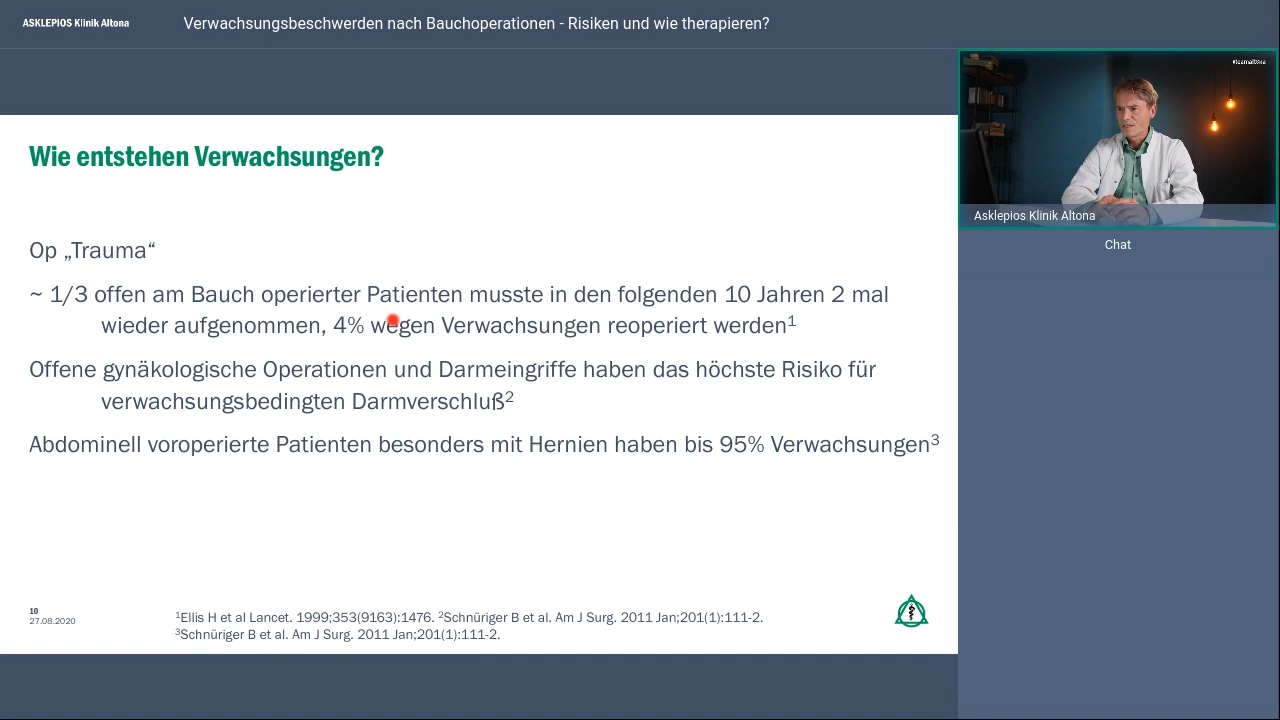 ASKLEPIOS Klinik Altona
Verwachsungsbeschwerden nach Bauchoperationen - Risiken und wie therapieren?
#teamaltona
Asklepios Klinik Altona
Chat
Wie entstehen Verwachsungen?
Op „Trauma“
~ 1/3 offen am Bauch operierter Patienten musste in den folgenden 10 Jahren 2 mal
wieder aufgenommen, 4% wegen Verwachsungen reoperiert werden¹
Offene gynäkologische Operationen und Darmeingriffe haben das höchste Risiko für
verwachsungsbedingten Darmverschluß²
Abdominell voroperierte Patienten besonders mit Hernien haben bis 95% Verwachsungen³
10
27.08.2020
¹Ellis H et al Lancet. 1999;353(9163):1476. ²Schnüriger B et al. Am J Surg. 2011 Jan;201(1):111-2.
³Schnüriger B et al. Am J Surg. 2011 Jan;201(1):111-2.